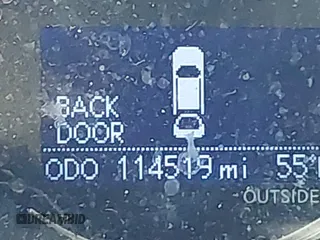 BACK
DOOR
ODO 114519 mi 55°
OUTSIDE